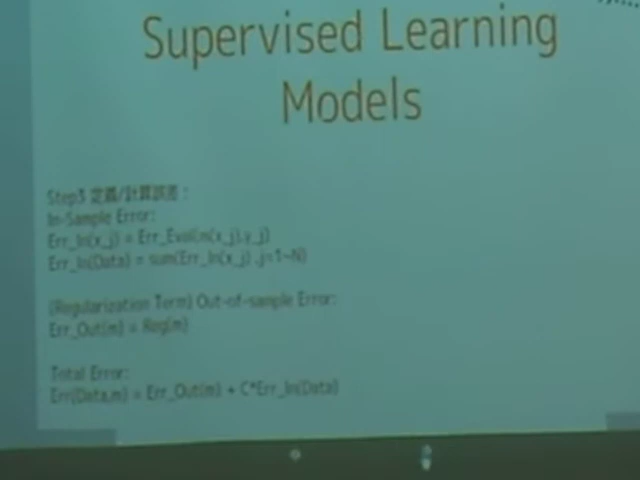 Supervised Learning
Models
Step3 定義/計算誤差：
In-Sample Error:
Err_In(x_j) = Err_Eval(m(x_j),y_j)
Err_In(Data) = sum(Err_In(x_j) ,j=1~N)
(Regularization Term) Out-of-sample Error:
Err_Out(m) = Reg(m)
Total Error:
Err(Data,m) = Err_Out(m) + C*Err_In(Data)